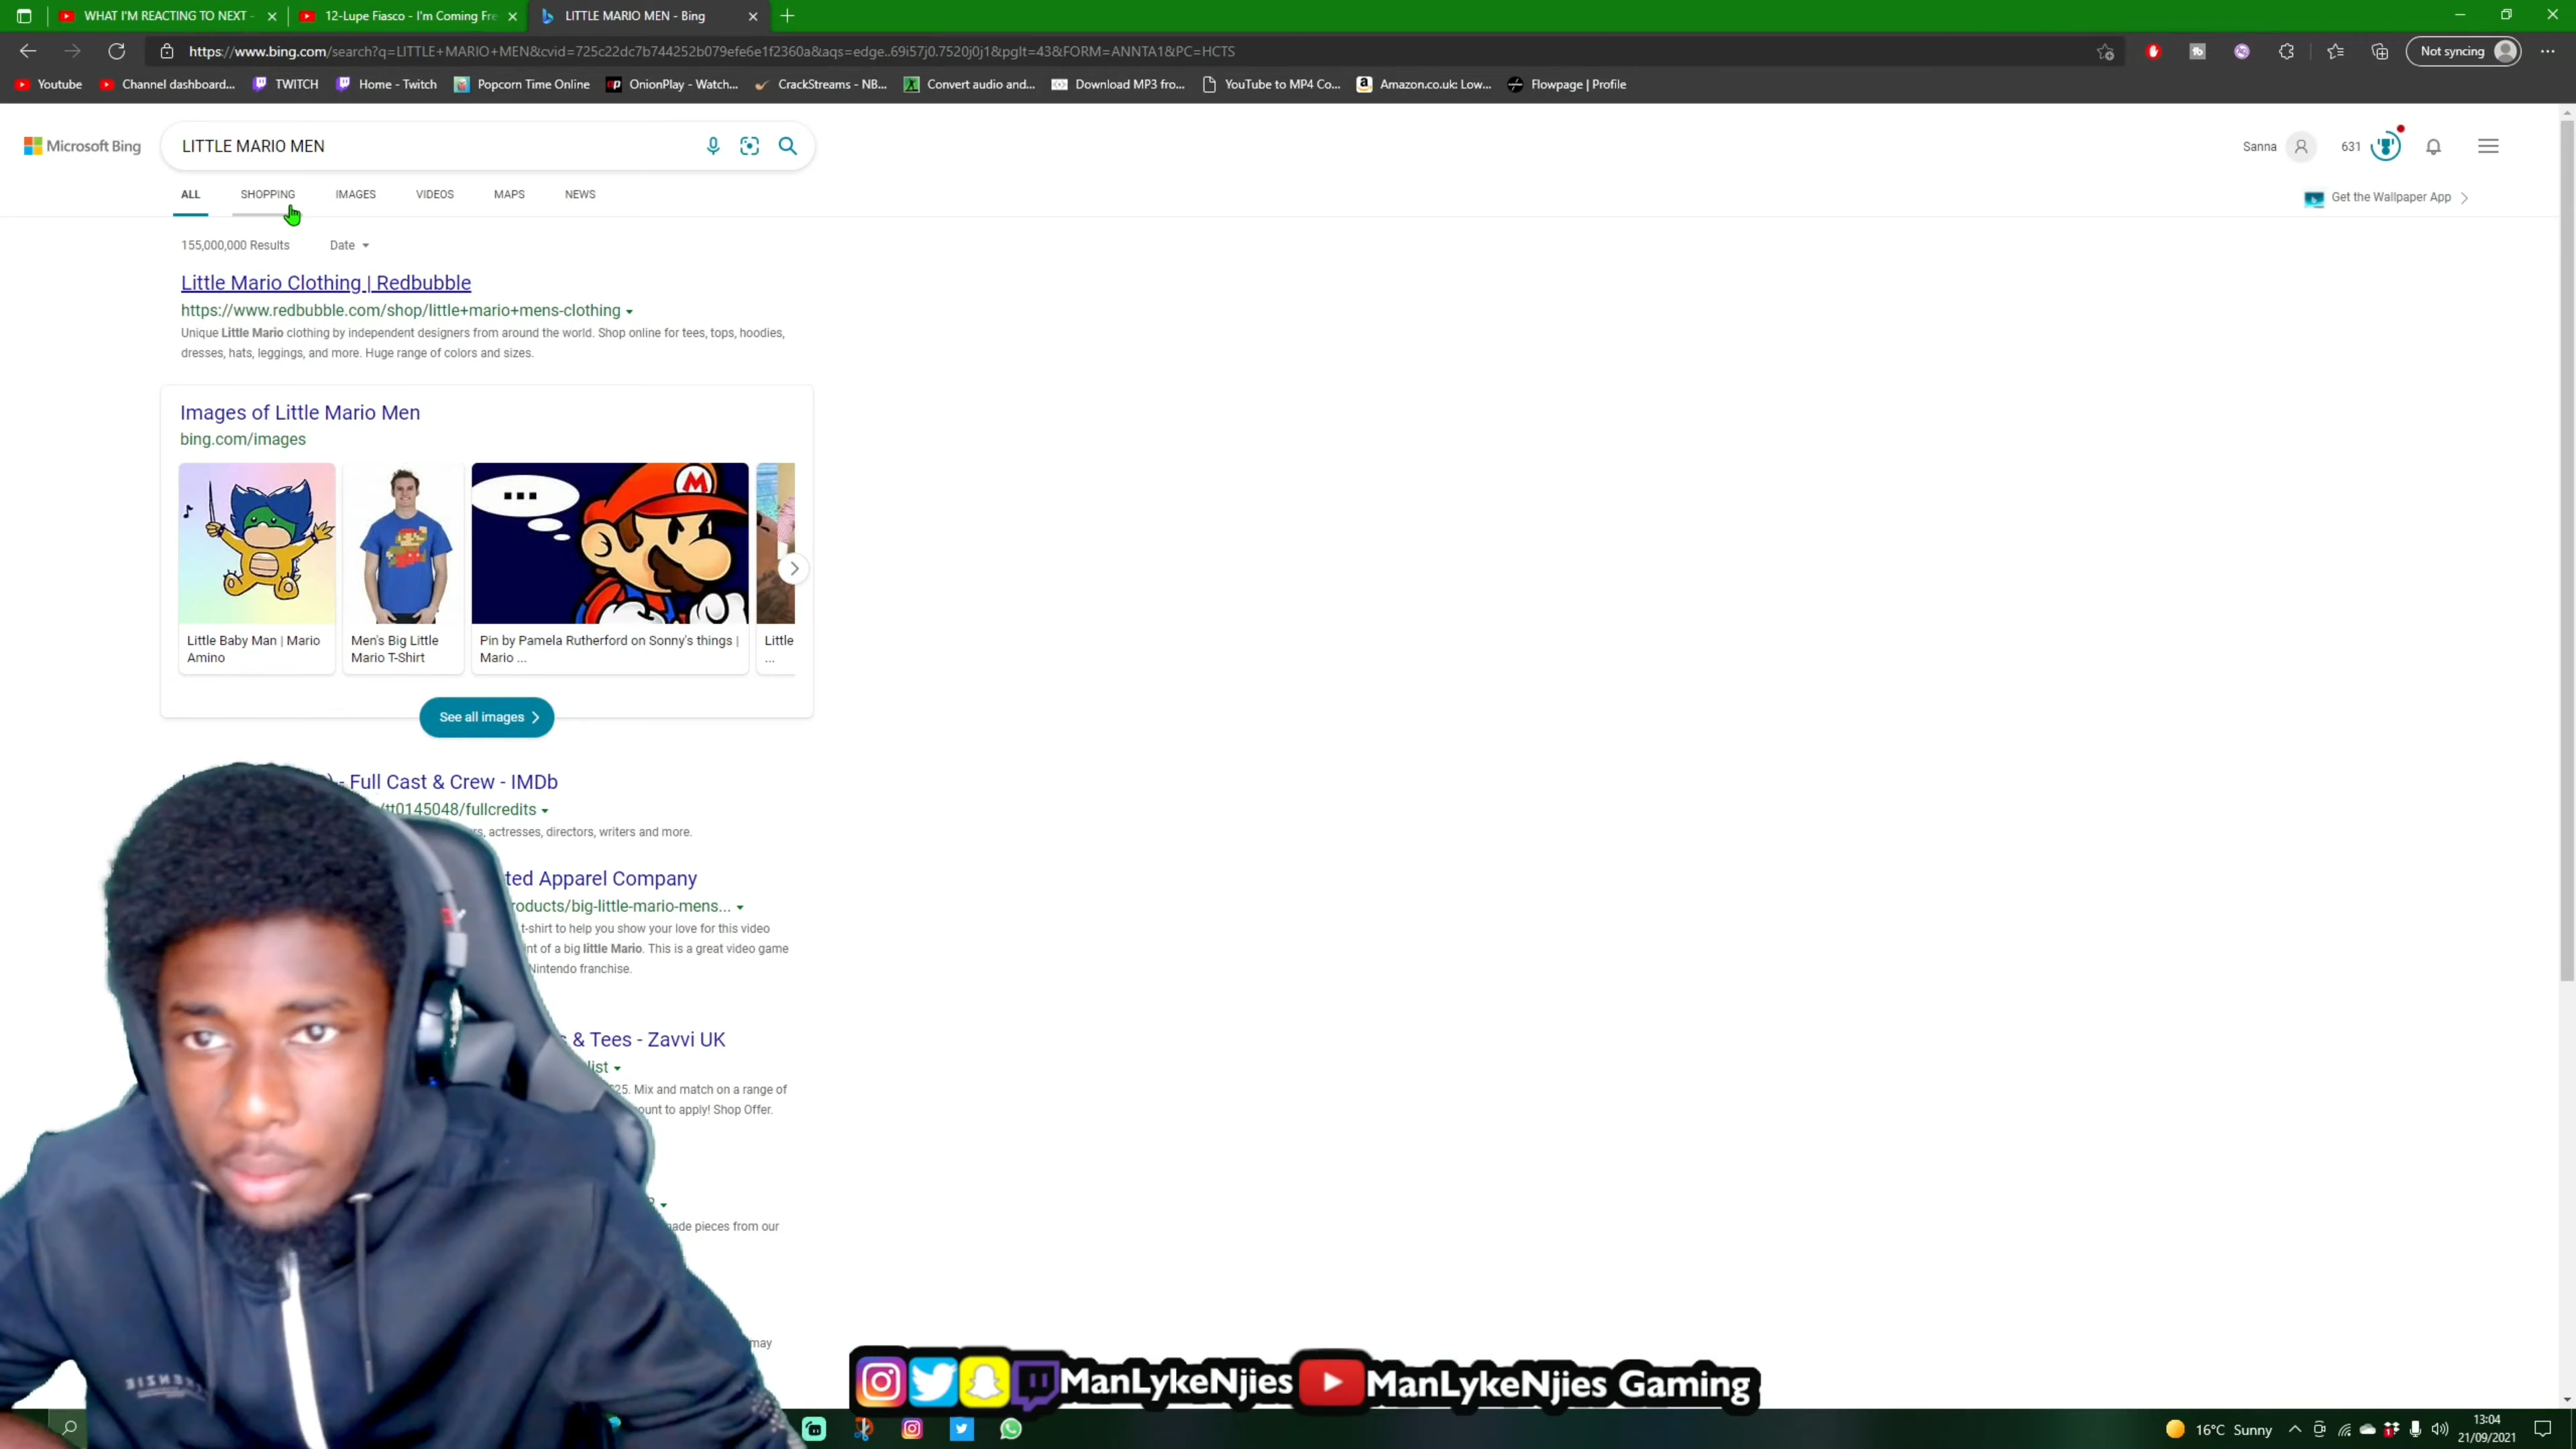 WHAT I'M REACTING TO NEXT -
12-Lupe Fiasco - I'm Coming Fre
LITTLE MARIO MEN - Bing
https://www.bing.com/search?q=LITTLE+MARIO+MEN&cvid=725c22dc7b744252b079efe6e1f2360a&aqs=edge..69i57j0.7520j0j1&pglt=43&FORM=ANNTA1&PC=HCTS
Not syncing
Youtube
Channel dashboard...
TWITCH
Home - Twitch
Popcorn Time Online
OnionPlay - Watch...
CrackStreams - NB...
Convert audio and...
Download MP3 fro...
YouTube to MP4 Co...
Amazon.co.uk: Low...
Flowpage | Profile
Microsoft Bing
LITTLE MARIO MEN
Sanna
631
ALL
SHOPPING
IMAGES
VIDEOS
MAPS
NEWS
Get the Wallpaper App
155,000,000 Results
Date
Little Mario Clothing | Redbubble
https://www.redbubble.com/shop/little+mario+mens-clothing
Unique Little Mario clothing by independent designers from around the world. Shop online for tees, tops, hoodies,
dresses, hats, leggings, and more. Huge range of colors and sizes.
Images of Little Mario Men
bing.com/images
...
M
Little Baby Man | Mario
Amino
Men's Big Little
Mario T-Shirt
Pin by Pamela Rutherford on Sonny's things |
Mario ...
Little
...
See all images
) - Full Cast & Crew - IMDb
/tt0145048/fullcredits
rs, actresses, directors, writers and more.
ted Apparel Company
roducts/big-little-mario-mens...
t-shirt to help you show your love for this video
int of a big little Mario. This is a great video game
Nintendo franchise.
s & Tees - Zavvi UK
list
£25. Mix and match on a range of
ount to apply! Shop Offer.
made pieces from our
may
ManLykeNjies
ManLykeNjies Gaming
16°C Sunny
13:04
21/09/2021